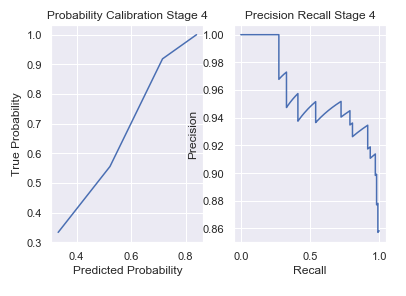 Probability Calibration Stage 4
1.0
0.9
0.8
0.7
0.6
0.5
0.4
0.3
True Probability
0.4 0.6 0.8
Predicted Probability
Precision Recall Stage 4
1.00
0.98
0.96
0.94
0.92
0.90
0.88
0.86
Precision
0.0 0.5 1.0
Recall